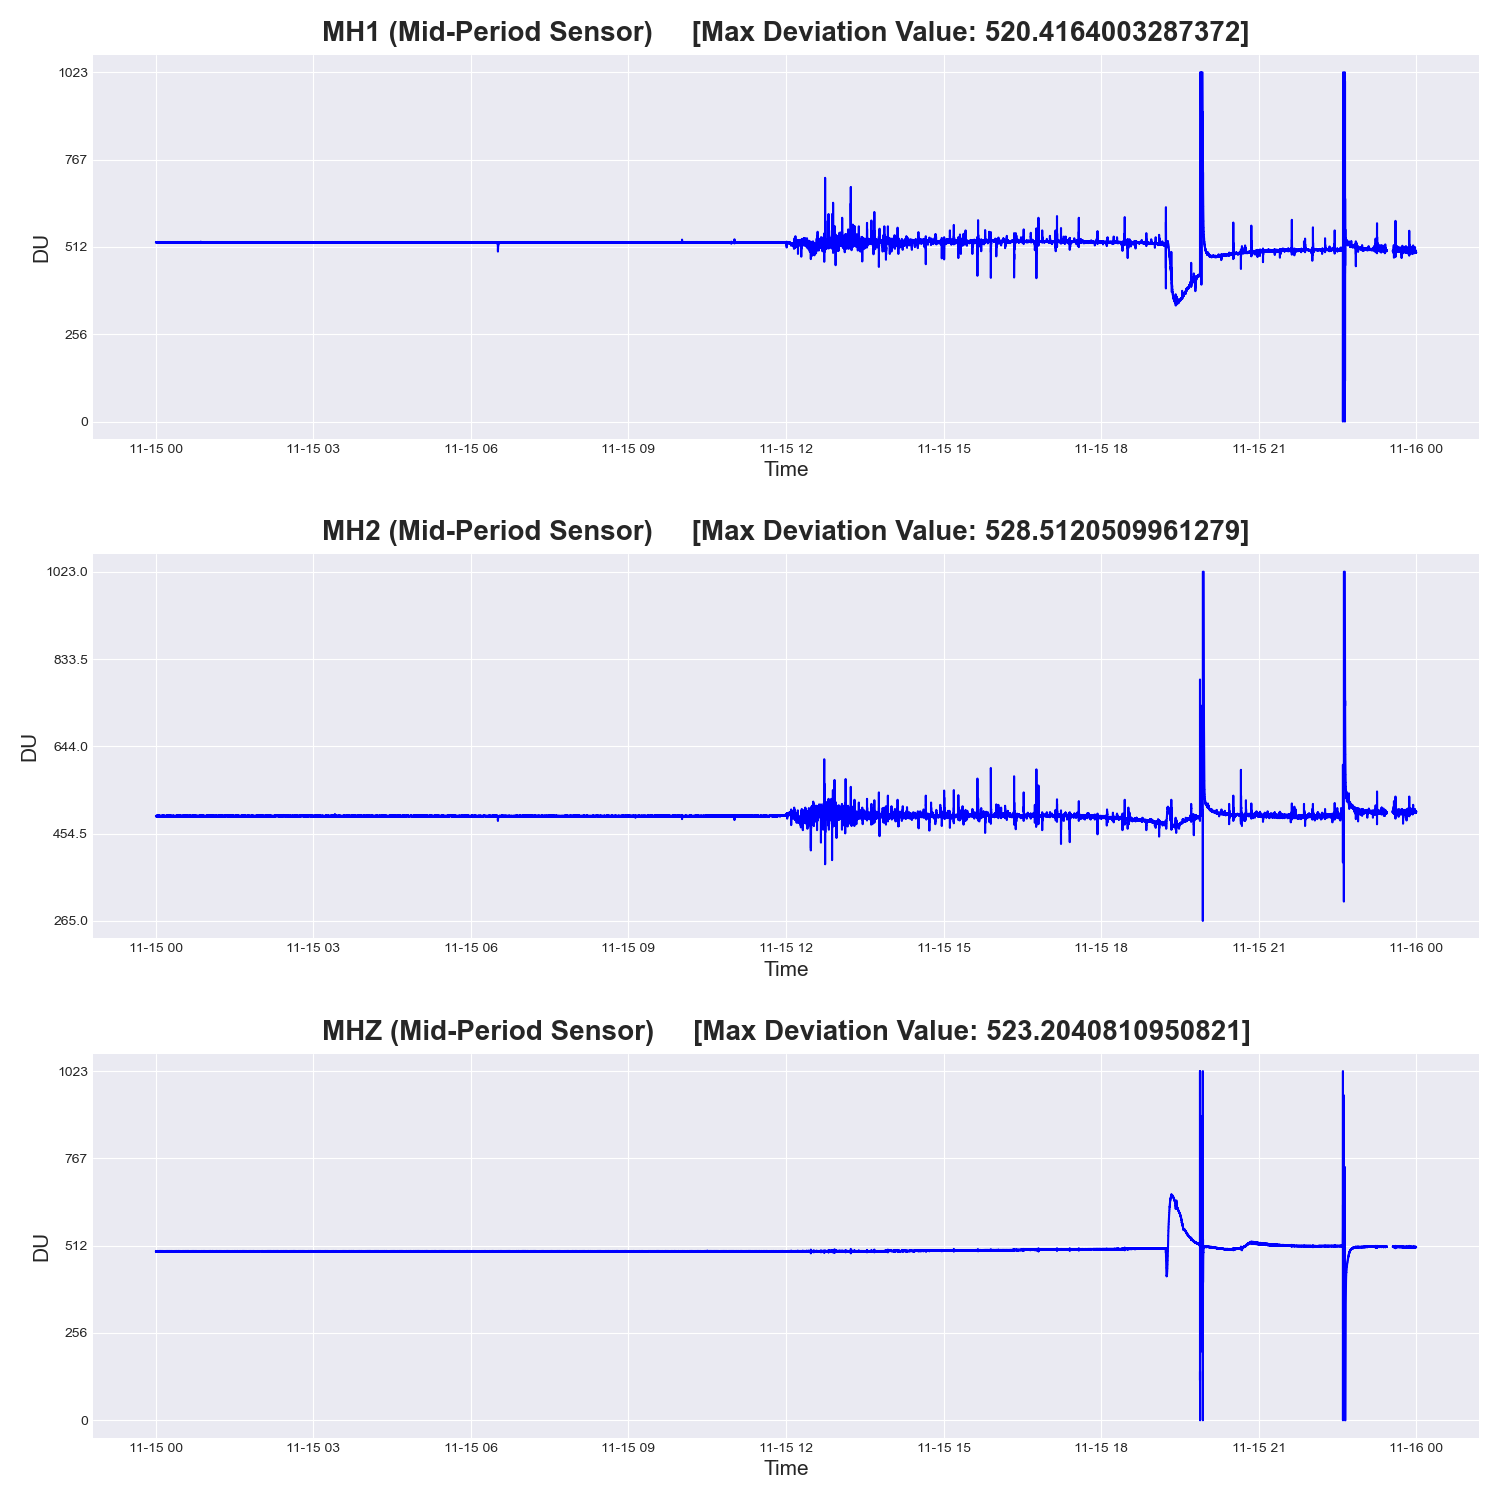 MH1 (Mid-Period Sensor) [Max Deviation Value: 520.4164003287372]
1023
767
512
256
0
DU
11-15 00 11-15 03 11-15 06 11-15 09 11-15 12 11-15 15 11-15 18 11-15 21 11-16 00
Time
MH2 (Mid-Period Sensor) [Max Deviation Value: 528.5120509961279]
1023.0
833.5
644.0
454.5
265.0
DU
11-15 00 11-15 03 11-15 06 11-15 09 11-15 12 11-15 15 11-15 18 11-15 21 11-16 00
Time
MHZ (Mid-Period Sensor) [Max Deviation Value: 523.2040810950821]
1023
767
512
256
0
DU
11-15 00 11-15 03 11-15 06 11-15 09 11-15 12 11-15 15 11-15 18 11-15 21 11-16 00
Time